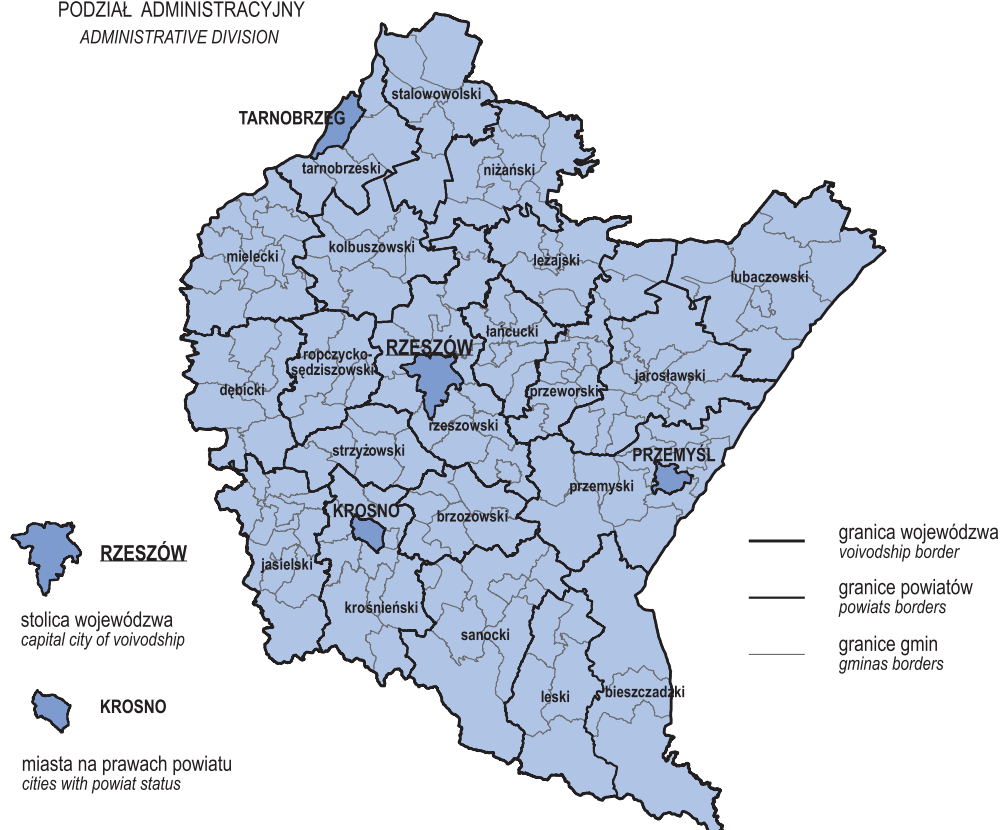 PODZIAŁ ADMINISTRACYJNY
ADMINISTRATIVE DIVISION
stalowowolski
TARNOBRZEG
tarnobrzeski
niżański
mielecki
kolbuszowski
leżajski
lubaczowski
łańcucki
RZESZÓW
ropczycko-
sędziszowski
dębicki
przeworski
jarosławski
rzeszowski
strzyżowski
PRZEMYŚL
przemyski
KROSNO
brzozowski
jasielski
krośnieński
sanocki
leski
bieszczadzki
RZESZÓW
stolica wojewódzwa
capital city of voivodship
KROSNO
miasta na prawach powiatu
cities with powiat status
granica wojewódzwa
voivodship border
granice powiatów
powiats borders
granice gmin
gminas borders